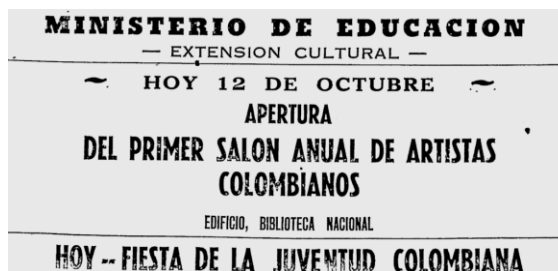 MINISTERIO DE EDUCACION
— EXTENSION CULTURAL —
~ HOY 12 DE OCTUBRE ~
APERTURA
DEL PRIMER SALON ANUAL DE ARTISTAS
COLOMBIANOS
EDIFICIO, BIBLIOTECA NACIONAL
HOY -- FIESTA DE LA JUVENTUD COLOMBIANA